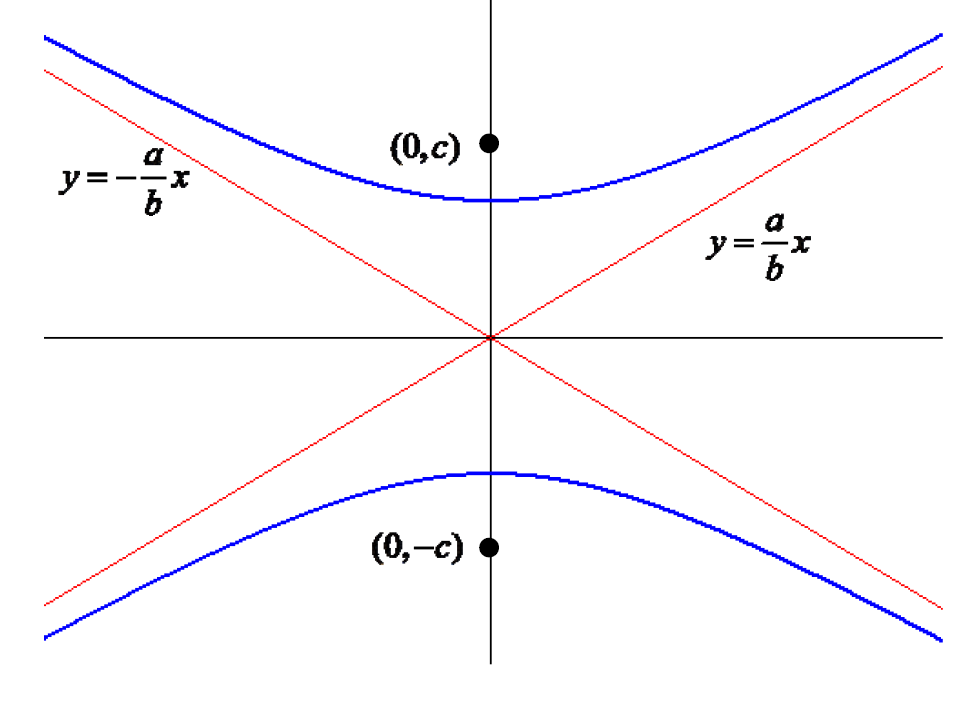 (0,c)
y = -a/b x
y = a/b x
(0,-c)